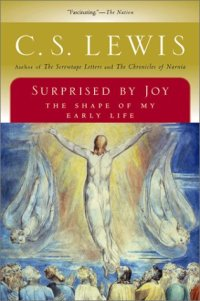 "Fascinating."—The Nation
C. S. LEWIS
Author of The Screwtape Letters and The Chronicles of Narnia
SURPRISED BY JOY
THE SHAPE OF MY
EARLY LIFE